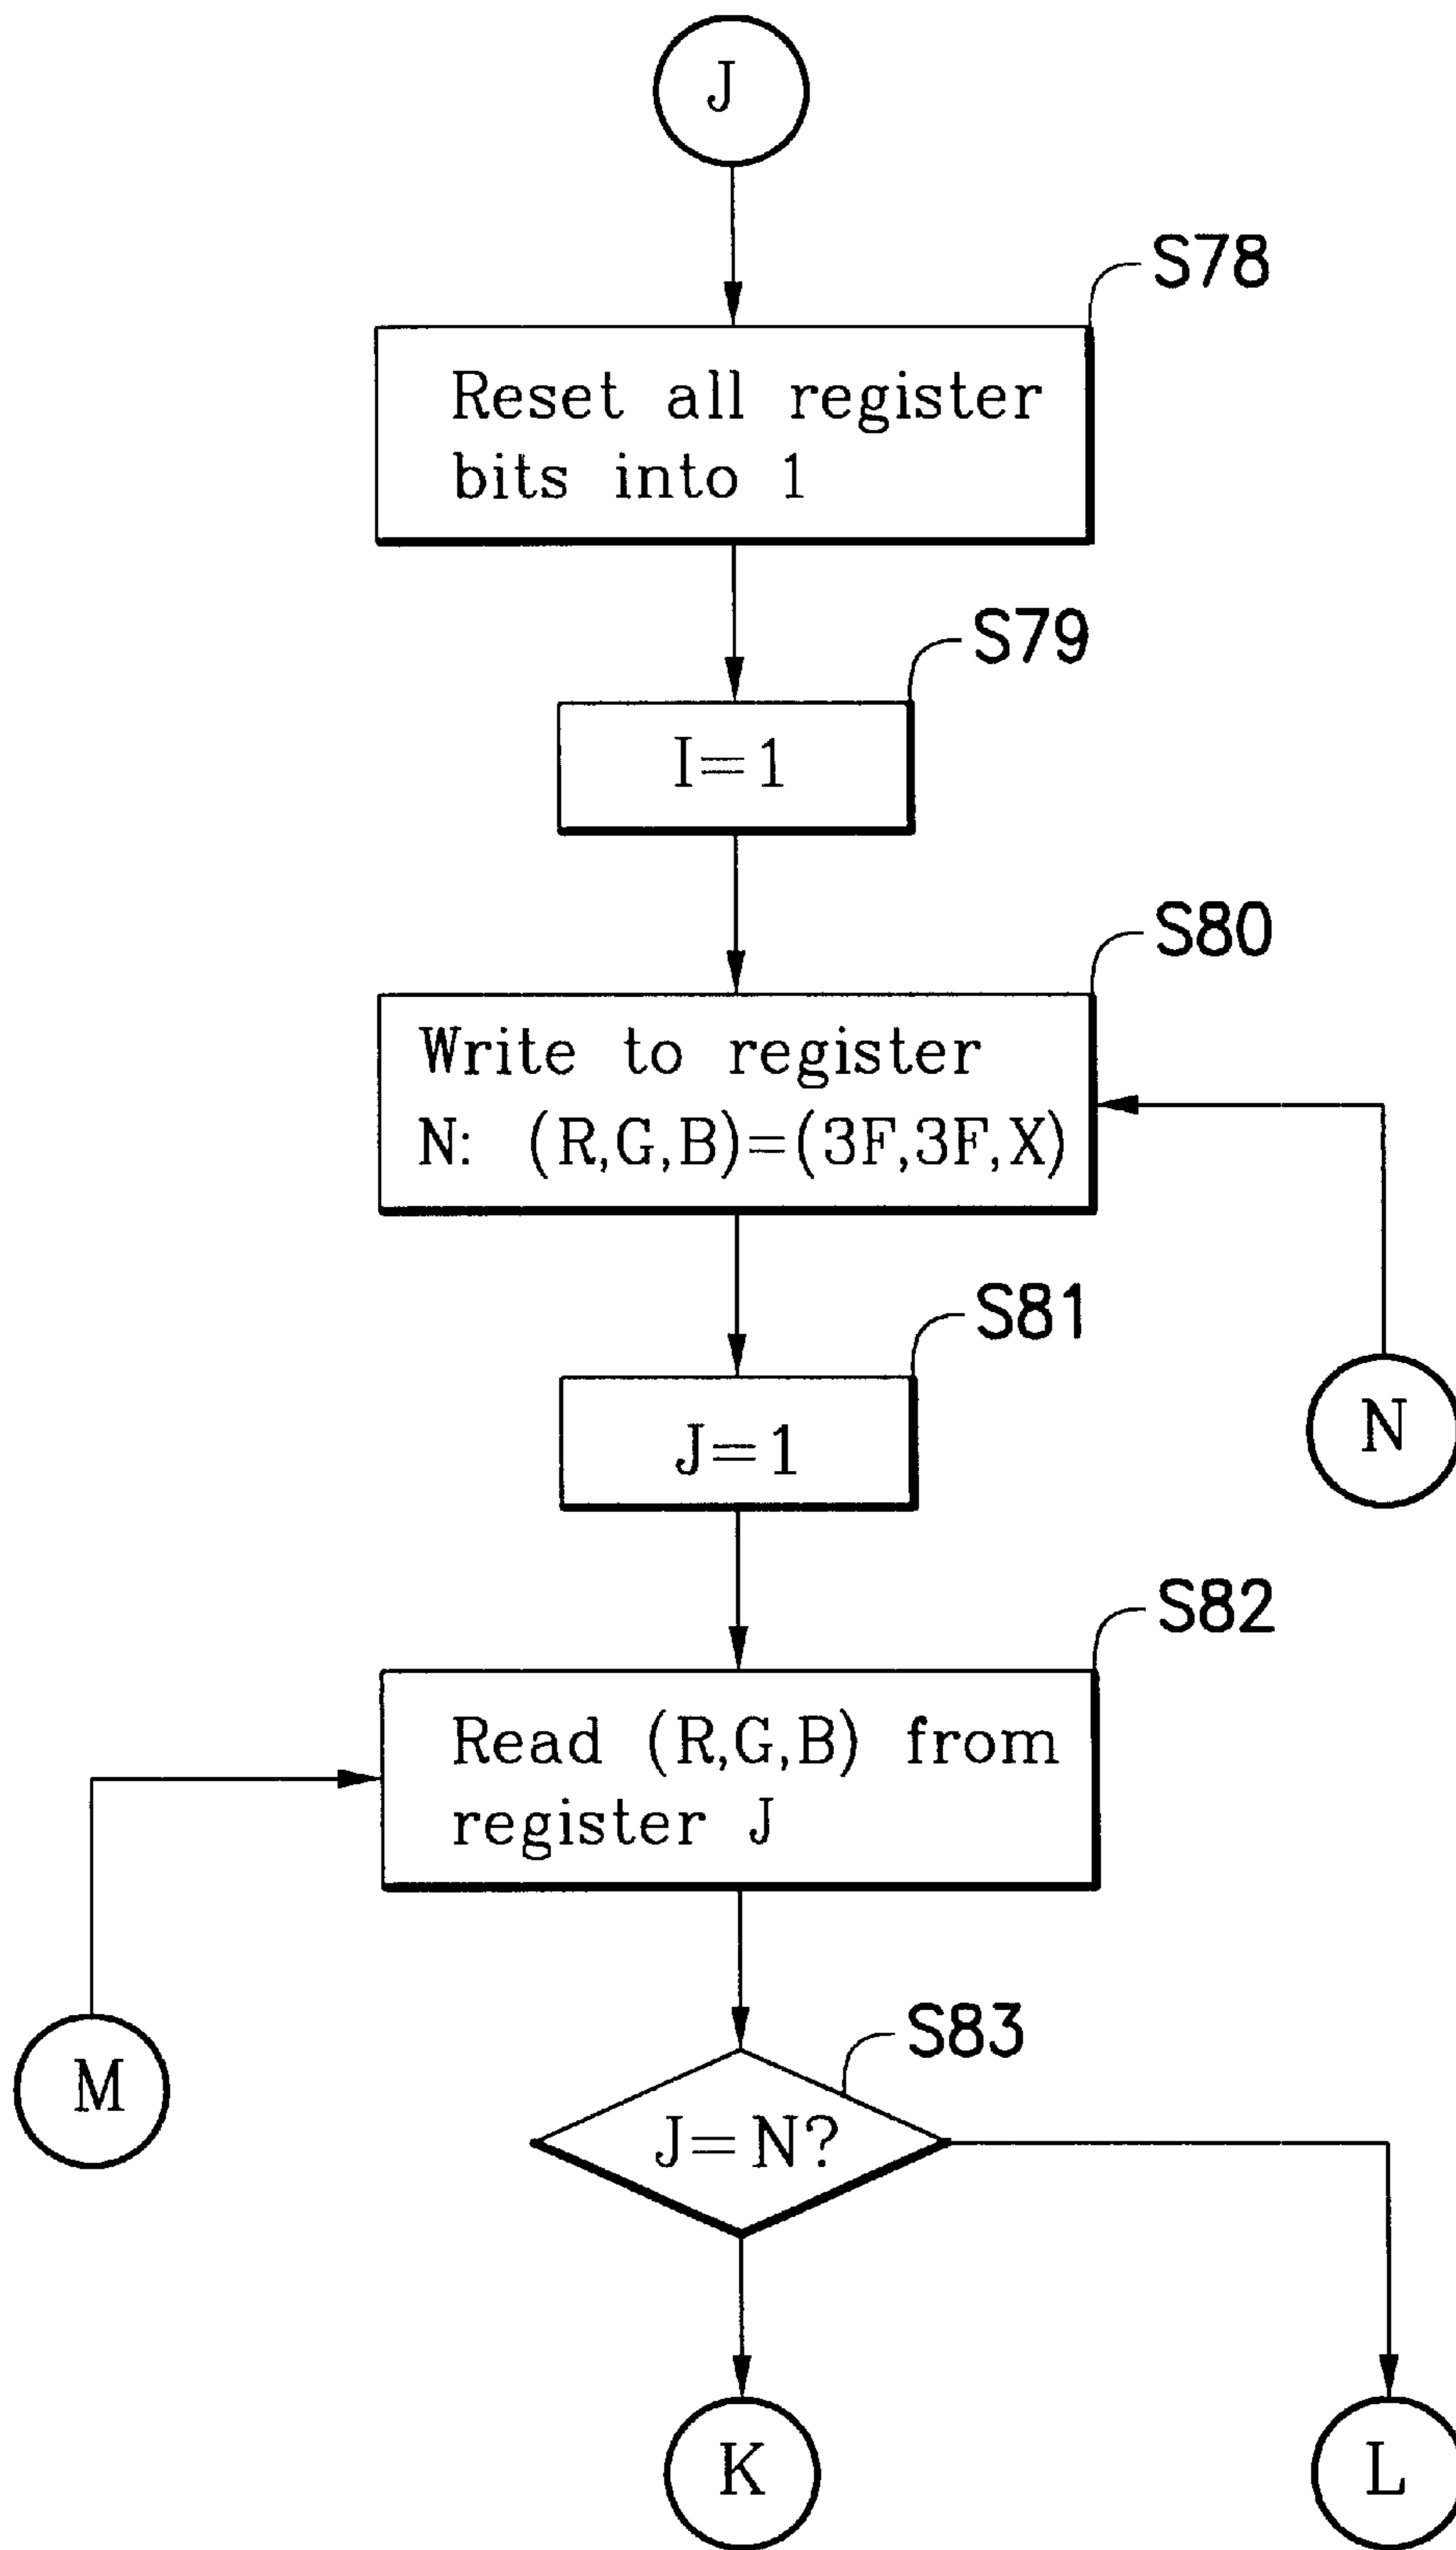 J
S78
Reset all register
bits into 1
S79
I=1
S80
Write to register
N: (R,G,B)=(3F,3F,X)
S81
J=1
N
S82
Read (R,G,B) from
register J
M
S83
J=N?
K
L